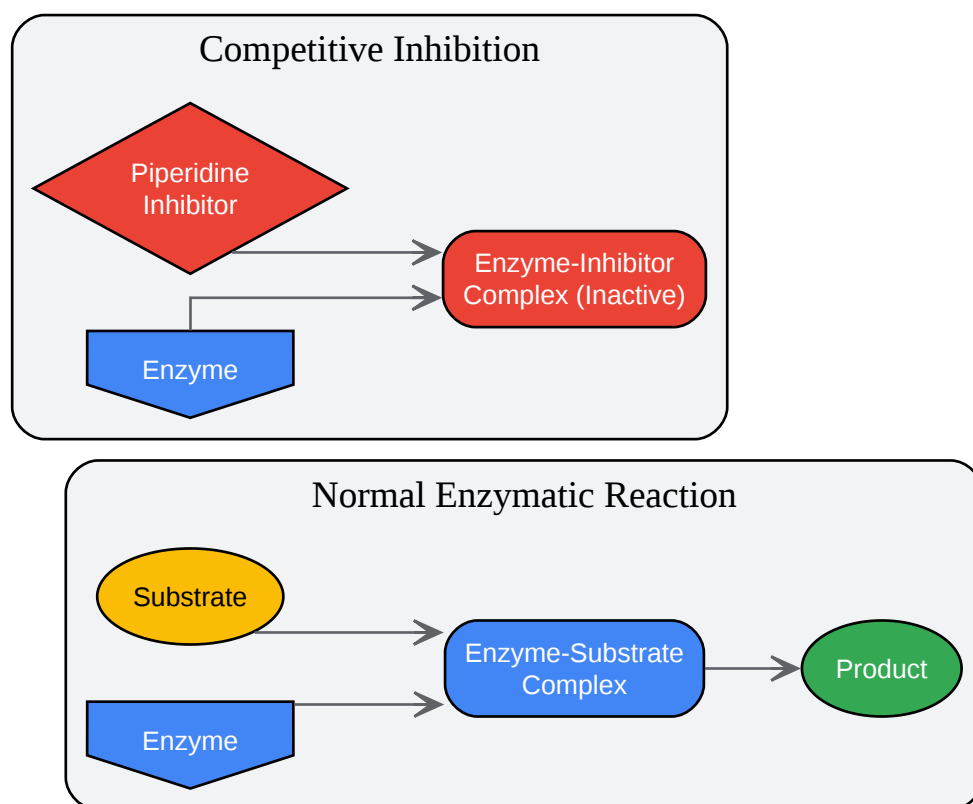 Competitive Inhibition
Piperidine
Inhibitor
Enzyme-Inhibitor
Complex (Inactive)
Enzyme
Normal Enzymatic Reaction
Substrate
Enzyme-Substrate
Complex
Product
Enzyme